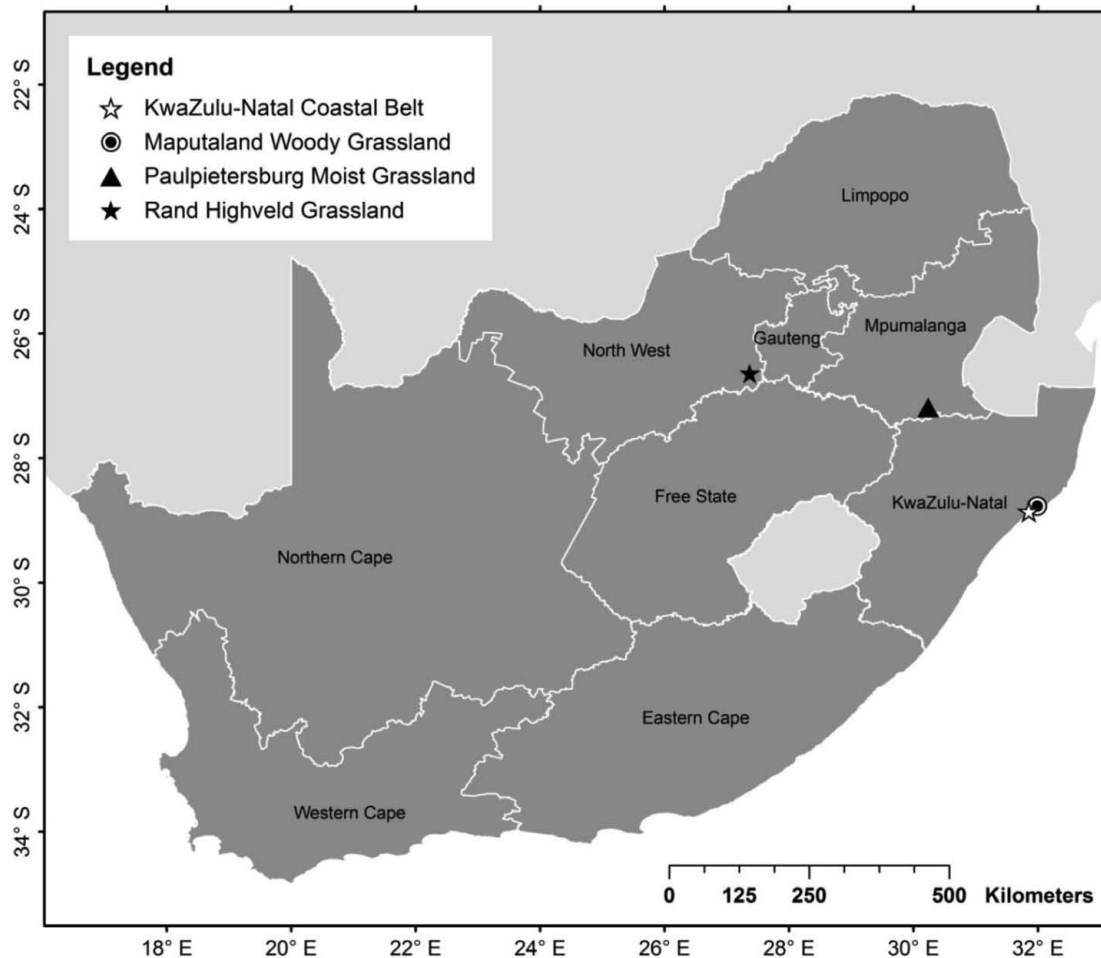 Legend
KwaZulu-Natal Coastal Belt
Maputaland Woody Grassland
Paulpietersburg Moist Grassland
Rand Highveld Grassland
22° S
24° S
26° S
28° S
30° S
32° S
34° S
Limpopo
Mpumalanga
Gauteng
North West
Free State
KwaZulu-Natal
Northern Cape
Eastern Cape
Western Cape
0 125 250 500 Kilometers
18° E 20° E 22° E 24° E 26° E 28° E 30° E 32° E